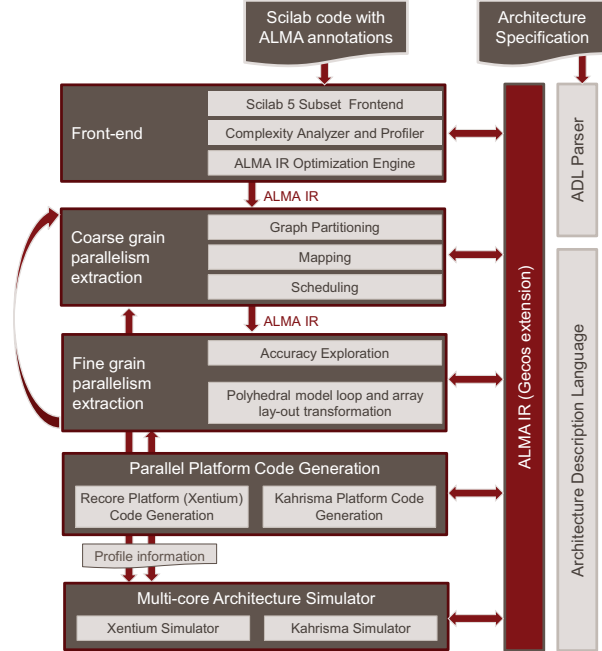 Scilab code with
ALMA annotations
Architecture
Specification
Front-end
Scilab 5 Subset Frontend
Complexity Analyzer and Profiler
ALMA IR Optimization Engine
ADL Parser
ALMA IR
Coarse grain
parallelism
extraction
Graph Partitioning
Mapping
Scheduling
ALMA IR (Gecos extension)
ALMA IR
Fine grain
parallelism
extraction
Accuracy Exploration
Polyhedral model loop and array
lay-out transformation
Architecture Description Language
Parallel Platform Code Generation
Recore Platform (Xentium)
Code Generation
Kahrisma Platform Code
Generation
Profile information
Multi-core Architecture Simulator
Xentium Simulator
Kahrisma Simulator